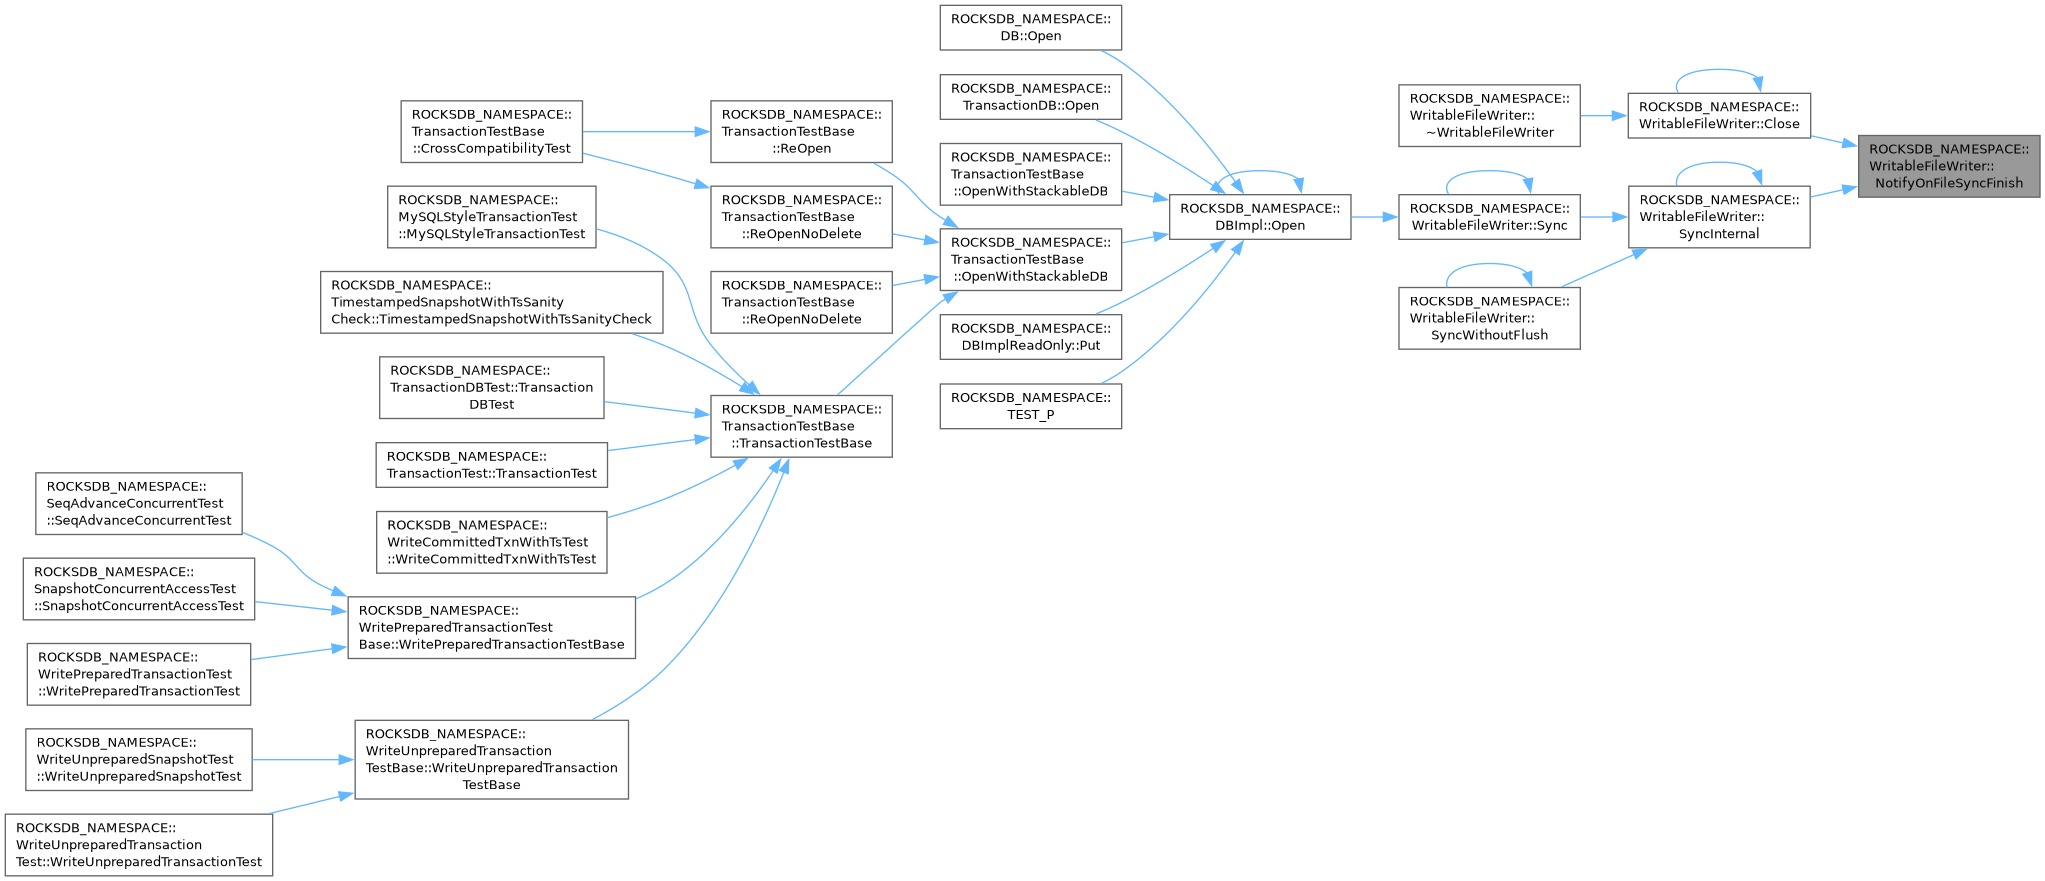 ROCKSDB_NAMESPACE::
DB::Open
ROCKSDB_NAMESPACE::
TransactionDB::Open
ROCKSDB_NAMESPACE::
TransactionTestBase
::OpenWithStackableDB
ROCKSDB_NAMESPACE::
TransactionTestBase
::OpenWithStackableDB
ROCKSDB_NAMESPACE::
DBImplReadOnly::Put
ROCKSDB_NAMESPACE::
TEST_P
ROCKSDB_NAMESPACE::
DBImpl::Open
ROCKSDB_NAMESPACE::
WritableFileWriter::
~WritableFileWriter
ROCKSDB_NAMESPACE::
WritableFileWriter::Sync
ROCKSDB_NAMESPACE::
WritableFileWriter::
SyncWithoutFlush
ROCKSDB_NAMESPACE::
WritableFileWriter::Close
ROCKSDB_NAMESPACE::
WritableFileWriter::
SyncInternal
ROCKSDB_NAMESPACE::
WritableFileWriter::
NotifyOnFileSyncFinish
ROCKSDB_NAMESPACE::
TransactionTestBase
::CrossCompatibilityTest
ROCKSDB_NAMESPACE::
TransactionTestBase
::ReOpen
ROCKSDB_NAMESPACE::
MySQLStyleTransactionTest
::MySQLStyleTransactionTest
ROCKSDB_NAMESPACE::
TransactionTestBase
::ReOpenNoDelete
ROCKSDB_NAMESPACE::
TimestampedSnapshotWithTsSanity
Check::TimestampedSnapshotWithTsSanityCheck
ROCKSDB_NAMESPACE::
TransactionTestBase
::ReOpenNoDelete
ROCKSDB_NAMESPACE::
TransactionDBTest::Transaction
DBTest
ROCKSDB_NAMESPACE::
TransactionTestBase
::TransactionTestBase
ROCKSDB_NAMESPACE::
TransactionTest::TransactionTest
ROCKSDB_NAMESPACE::
WriteCommittedTxnWithTsTest
::WriteCommittedTxnWithTsTest
ROCKSDB_NAMESPACE::
SeqAdvanceConcurrentTest
::SeqAdvanceConcurrentTest
ROCKSDB_NAMESPACE::
SnapshotConcurrentAccessTest
::SnapshotConcurrentAccessTest
ROCKSDB_NAMESPACE::
WritePreparedTransactionTest
Base::WritePreparedTransactionTestBase
ROCKSDB_NAMESPACE::
WritePreparedTransactionTest
::WritePreparedTransactionTest
ROCKSDB_NAMESPACE::
WriteUnpreparedSnapshotTest
::WriteUnpreparedSnapshotTest
ROCKSDB_NAMESPACE::
WriteUnpreparedTransaction
TestBase::WriteUnpreparedTransaction
TestBase
ROCKSDB_NAMESPACE::
WriteUnpreparedTransaction
Test::WriteUnpreparedTransactionTest